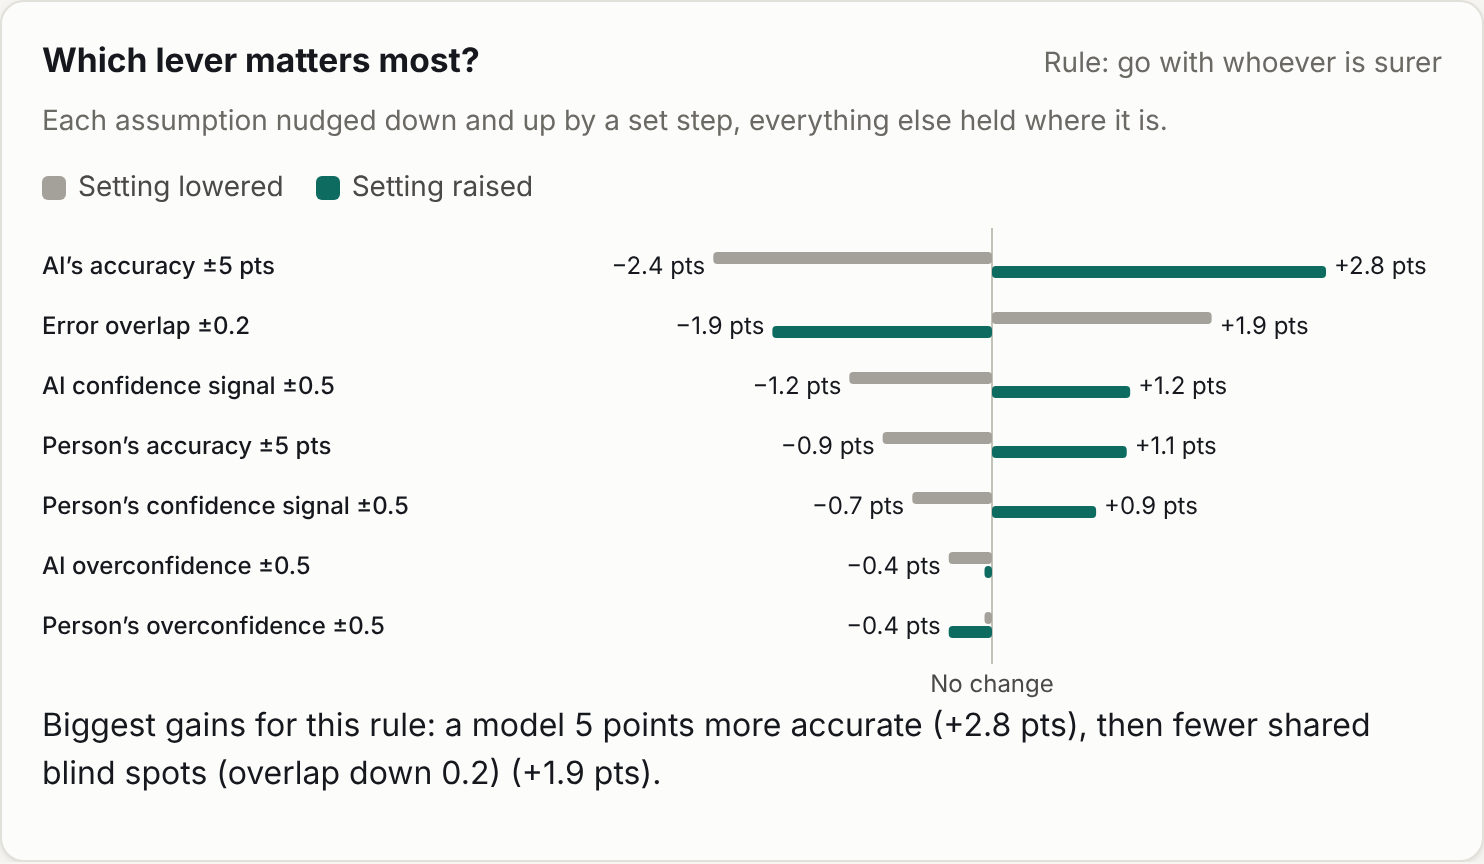 Which lever matters most?
Rule: go with whoever is surer
Each assumption nudged down and up by a set step, everything else held where it is.
Setting lowered
Setting raised
AI’s accuracy ±5 pts
−2.4 pts
+2.8 pts
Error overlap ±0.2
−1.9 pts
+1.9 pts
AI confidence signal ±0.5
−1.2 pts
+1.2 pts
Person’s accuracy ±5 pts
−0.9 pts
+1.1 pts
Person’s confidence signal ±0.5
−0.7 pts
+0.9 pts
AI overconfidence ±0.5
−0.4 pts
Person’s overconfidence ±0.5
−0.4 pts
No change
Biggest gains for this rule: a model 5 points more accurate (+2.8 pts), then fewer shared
blind spots (overlap down 0.2) (+1.9 pts).